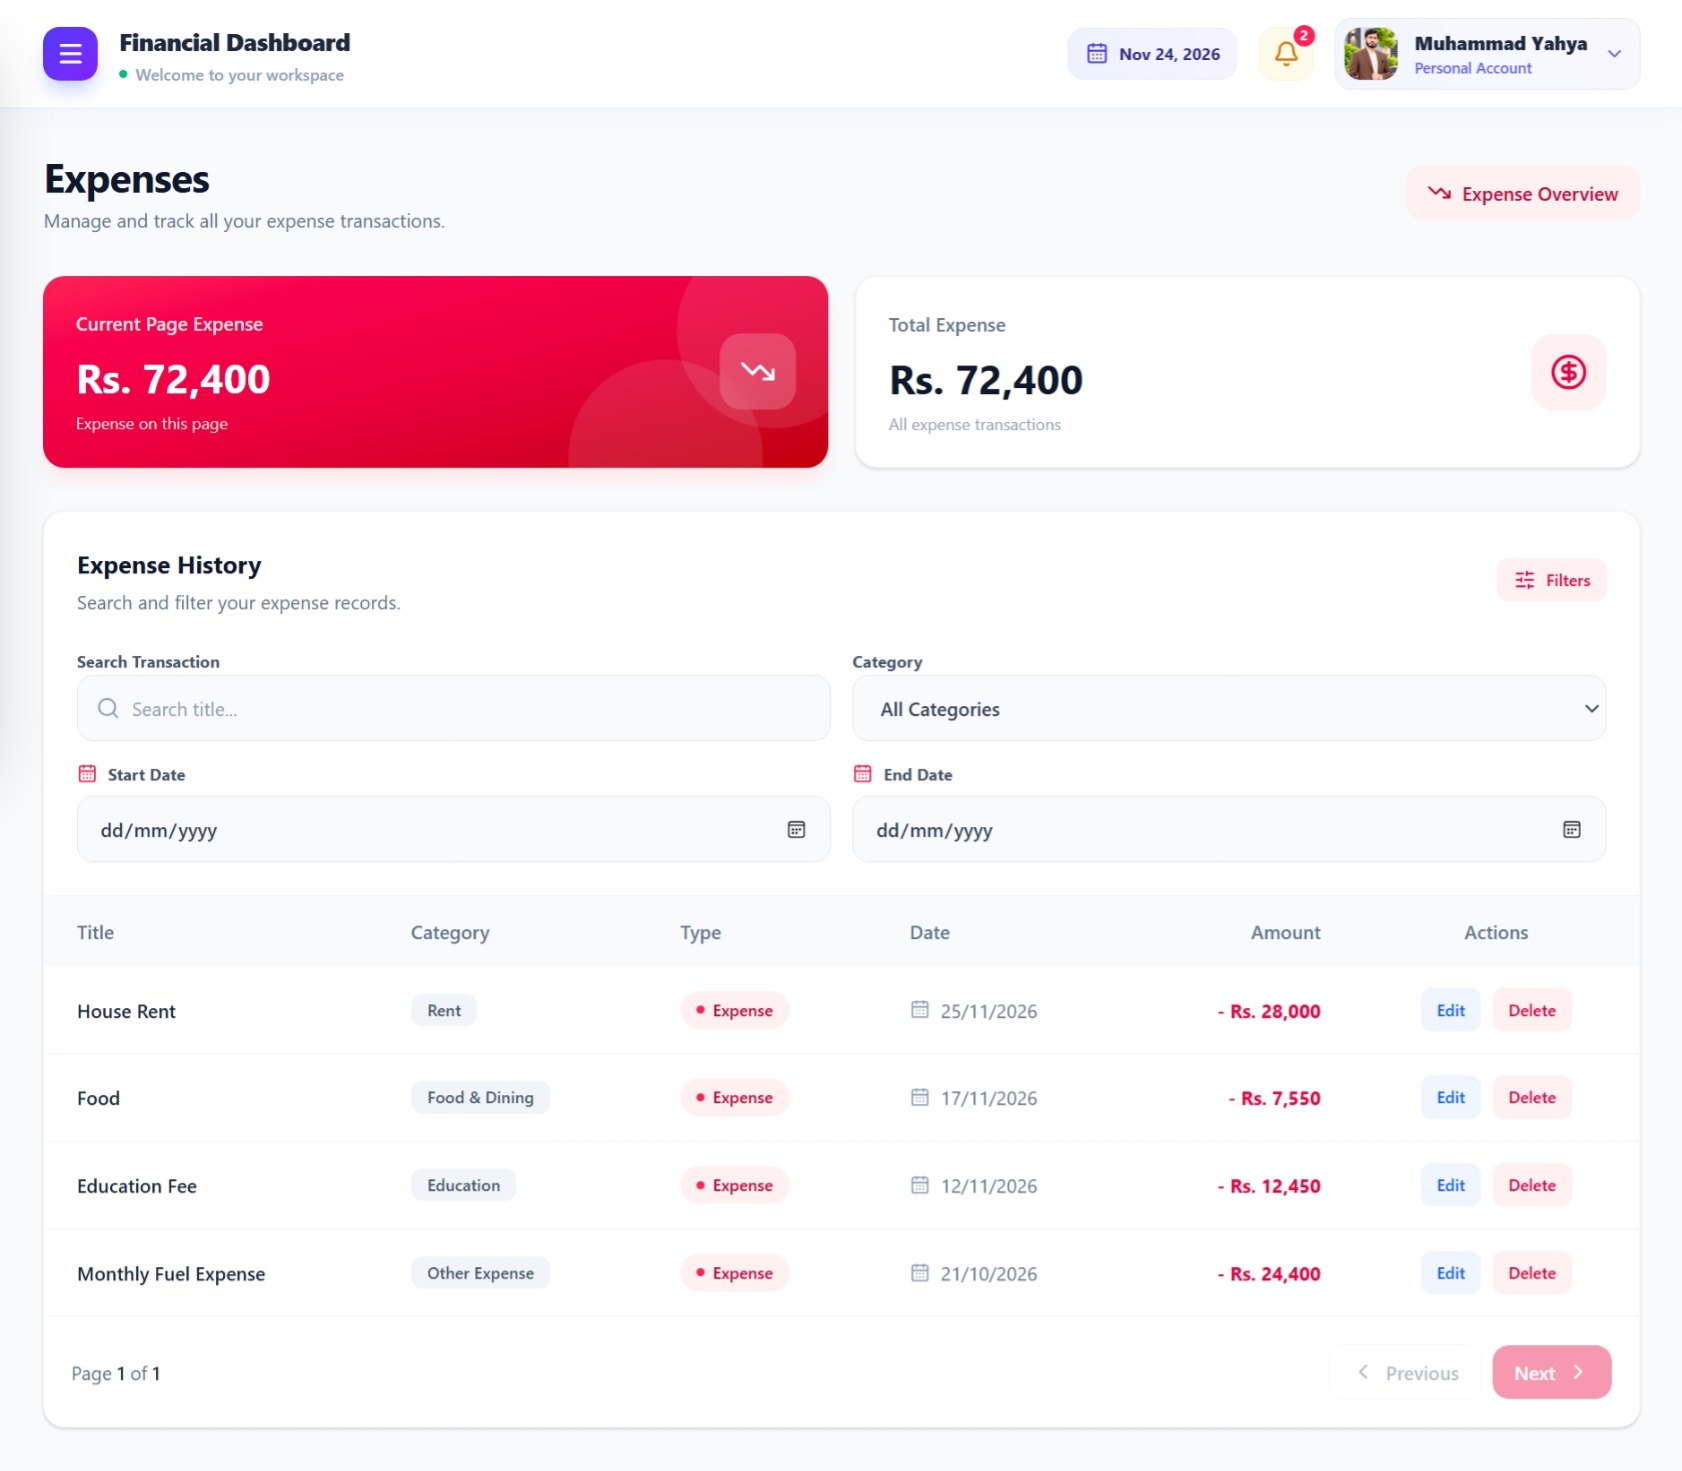 Financial Dashboard
Welcome to your workspace
Nov 24, 2026
2
Muhammad Yahya
Personal Account
Expenses
Manage and track all your expense transactions.
Expense Overview
Current Page Expense
Rs. 72,400
Expense on this page
Total Expense
Rs. 72,400
All expense transactions
Expense History
Search and filter your expense records.
Filters
Search Transaction
Search title...
Category
All Categories
Start Date
dd/mm/yyyy
End Date
dd/mm/yyyy
Title Category Type Date Amount Actions
House Rent Rent Expense 25/11/2026 - Rs. 28,000 Edit Delete
Food Food & Dining Expense 17/11/2026 - Rs. 7,550 Edit Delete
Education Fee Education Expense 12/11/2026 - Rs. 12,450 Edit Delete
Monthly Fuel Expense Other Expense Expense 21/10/2026 - Rs. 24,400 Edit Delete
Page 1 of 1
Previous Next